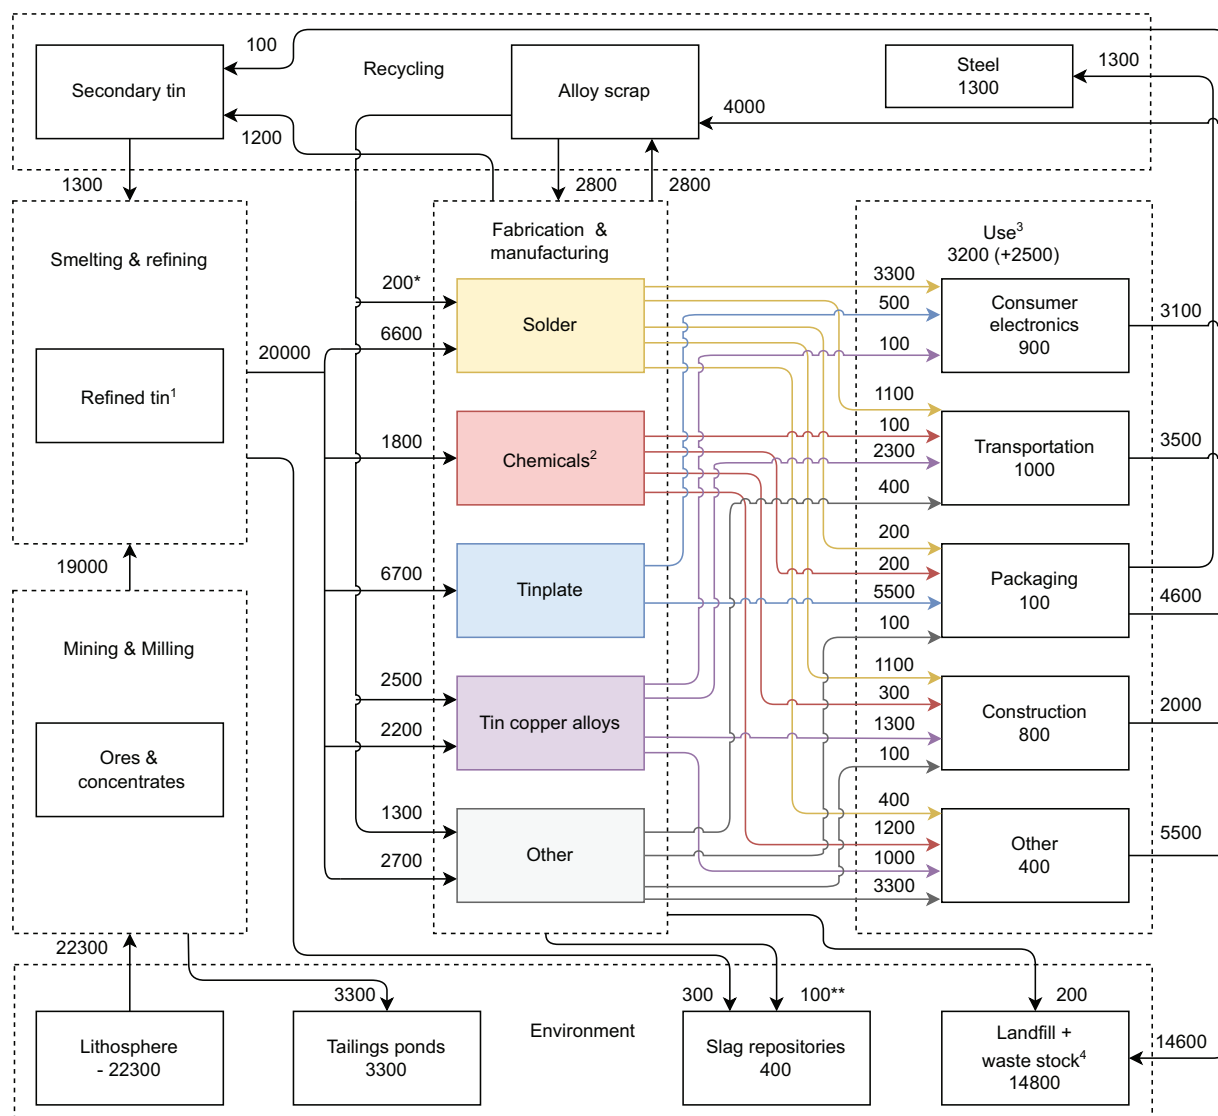 100
Secondary tin
Recycling
Alloy scrap
Steel
1300
1300
4000
1200
1300
2800
2800
Smelting & refining
Refined tin1
20000
19000
Mining & Milling
Ores &
concentrates
22300
Fabrication &
manufacturing
200*
6600
Solder
1800
Chemicals2
6700
Tinplate
2500
2200
Tin copper alloys
1300
2700
Other
Use3
3200 (+2500)
3300
500
100
Consumer
electronics
900
3100
1100
100
2300
400
Transportation
1000
3500
200
200
5500
100
Packaging
100
4600
1100
300
1300
100
Construction
800
2000
400
1200
1000
3300
Other
400
5500
3300
Environment
300
100**
200
Lithosphere
- 22300
Tailings ponds
3300
Slag repositories
400
Landfill +
waste stock4
14800
14600